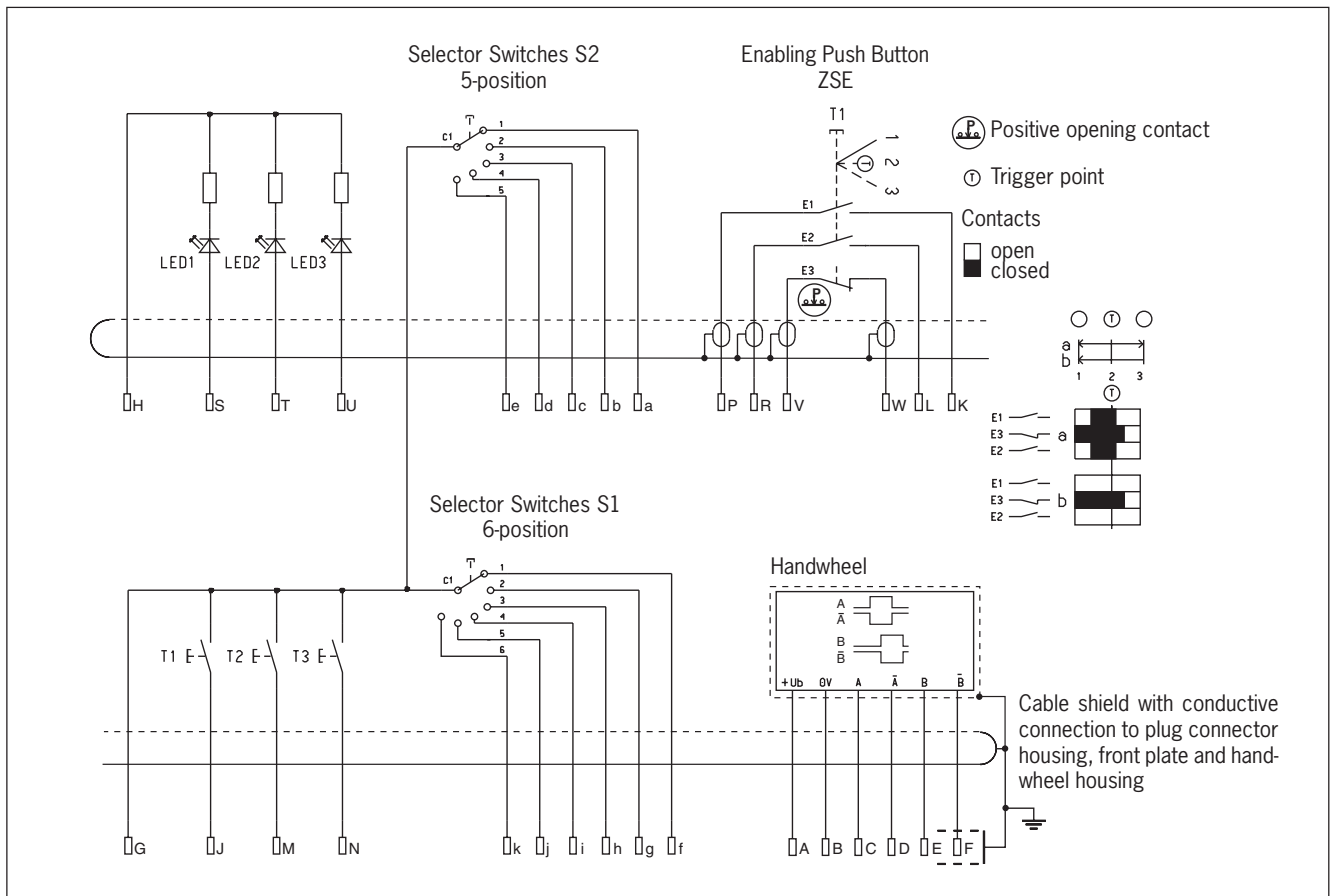 Selector Switches S2
5-position
Enabling Push Button
ZSE
T1
1
2
3
T
P
Positive opening contact
T
Trigger point
Contacts
open
closed
C1
1
2
3
4
5
LED1
LED2
LED3
E1
E2
E3
P
T
a
b
1 2 3
T
H
S
T
U
e
d
c
b
a
P
R
V
W
L
K
E1
E3
a
E2
E1
E3
b
E2
Selector Switches S1
6-position
C1
1
2
3
4
5
6
T1
T2
T3
Handwheel
A
A̅
B
B̅
+Ub 0V A A̅ B B̅
Cable shield with conductive
connection to plug connector
housing, front plate and hand-
wheel housing
G
J
M
N
k
j
i
h
g
f
A
B
C
D
E
F